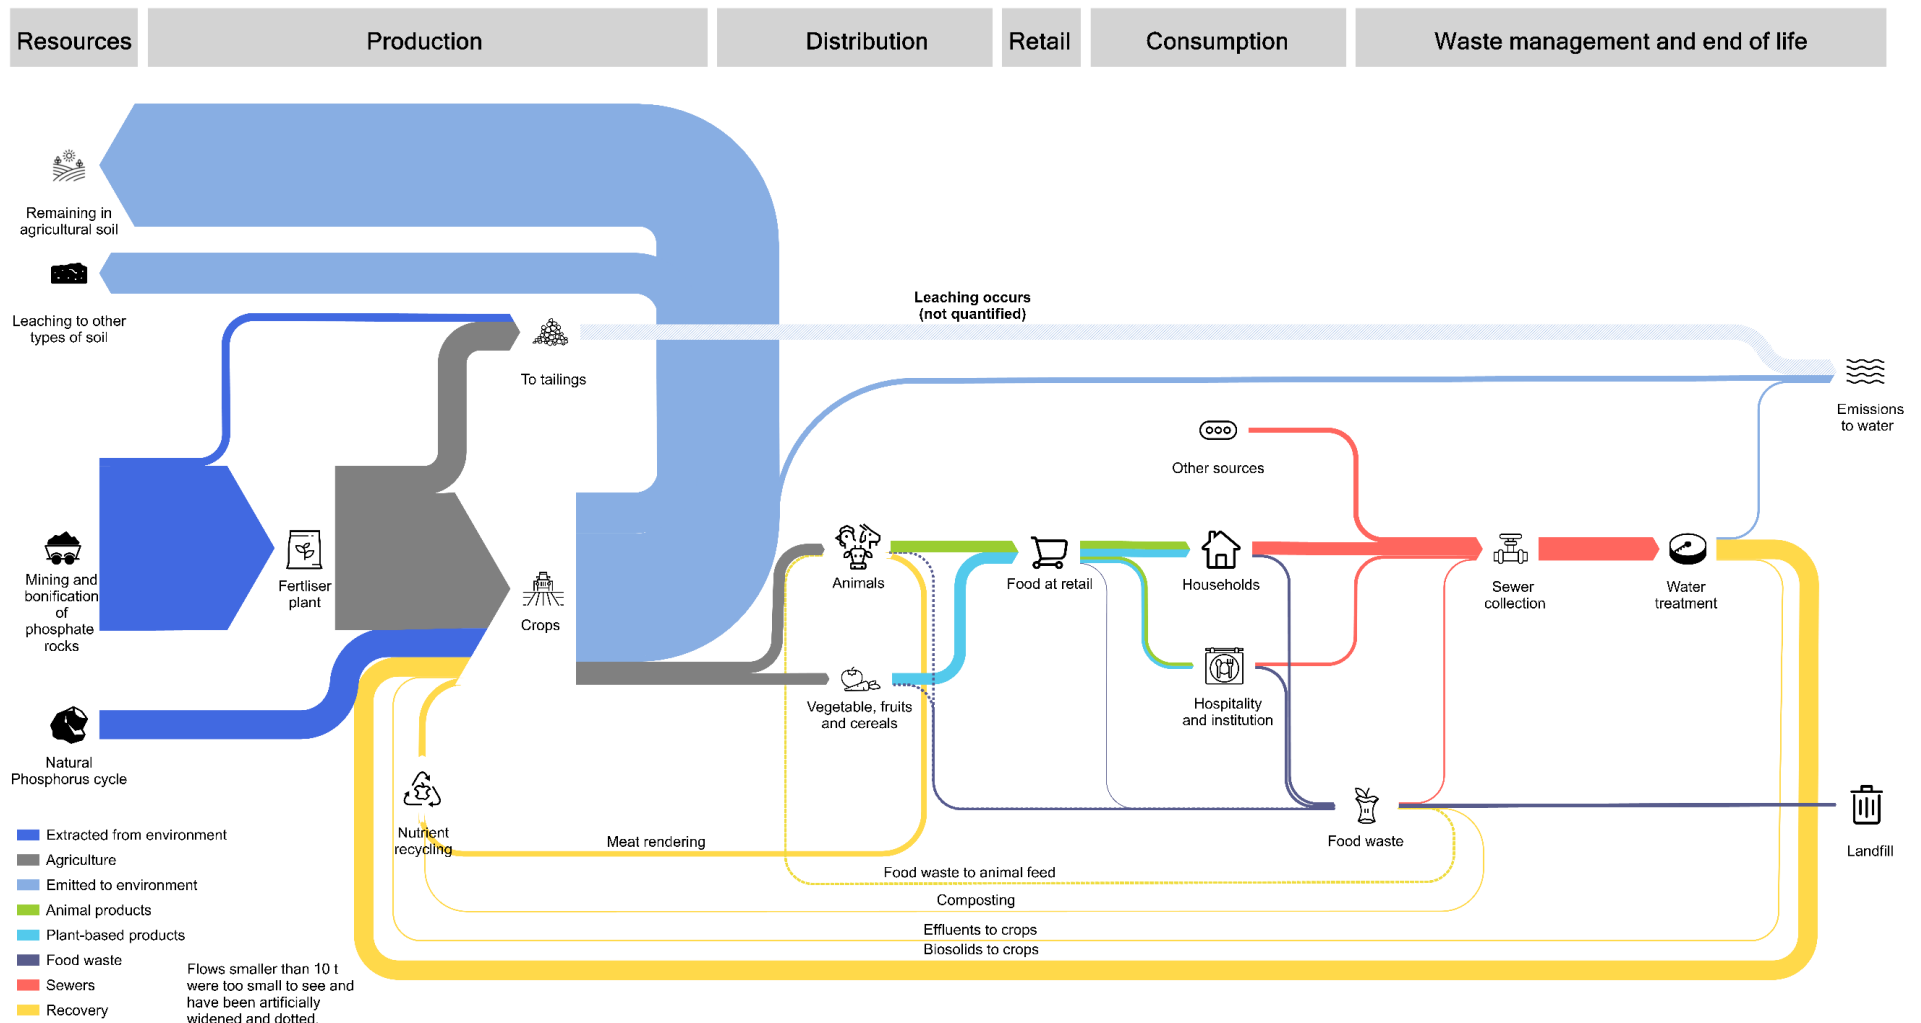 Resources
Production
Distribution
Retail
Consumption
Waste management and end of life
Remaining in
agricultural soil
Leaching to other
types of soil
Leaching occurs
(not quantified)
To tailings
Emissions
to water
Other sources
Mining and
bonification
of
phosphate
rocks
Fertliser
plant
Crops
Animals
Food at retail
Households
Sewer
collection
Water
treatment
Vegetable, fruits
and cereals
Hospitality
and institution
Natural
Phosphorus cycle
Nutrient
recycling
Meat rendering
Food waste
Landfill
Food waste to animal feed
Composting
Effluents to crops
Biosolids to crops
Extracted from environment
Agriculture
Emitted to environment
Animal products
Plant-based products
Food waste
Sewers
Recovery
Flows smaller than 10 t
were too small to see and
have been artificially
widened and dotted.